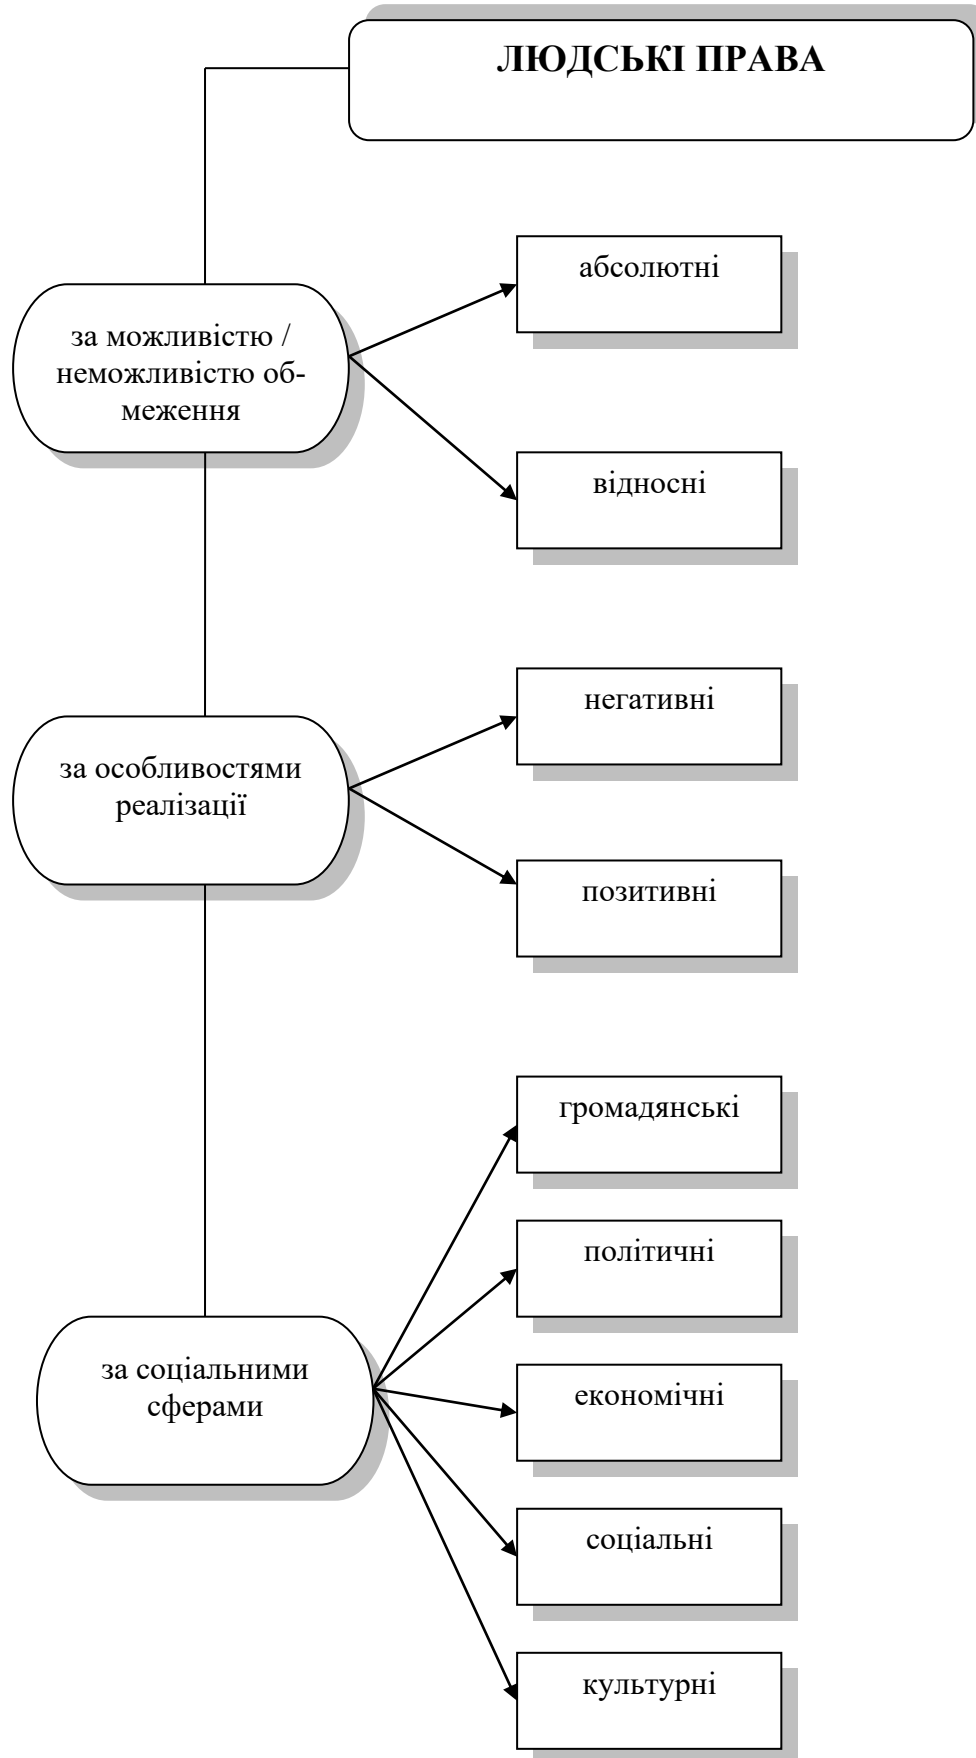 ЛЮДСЬКІ ПРАВА
за можливістю /
неможливістю об-
меження
абсолютні
відносні
за особливостями
реалізації
негативні
позитивні
за соціальними
сферами
громадянські
політичні
економічні
соціальні
культурні